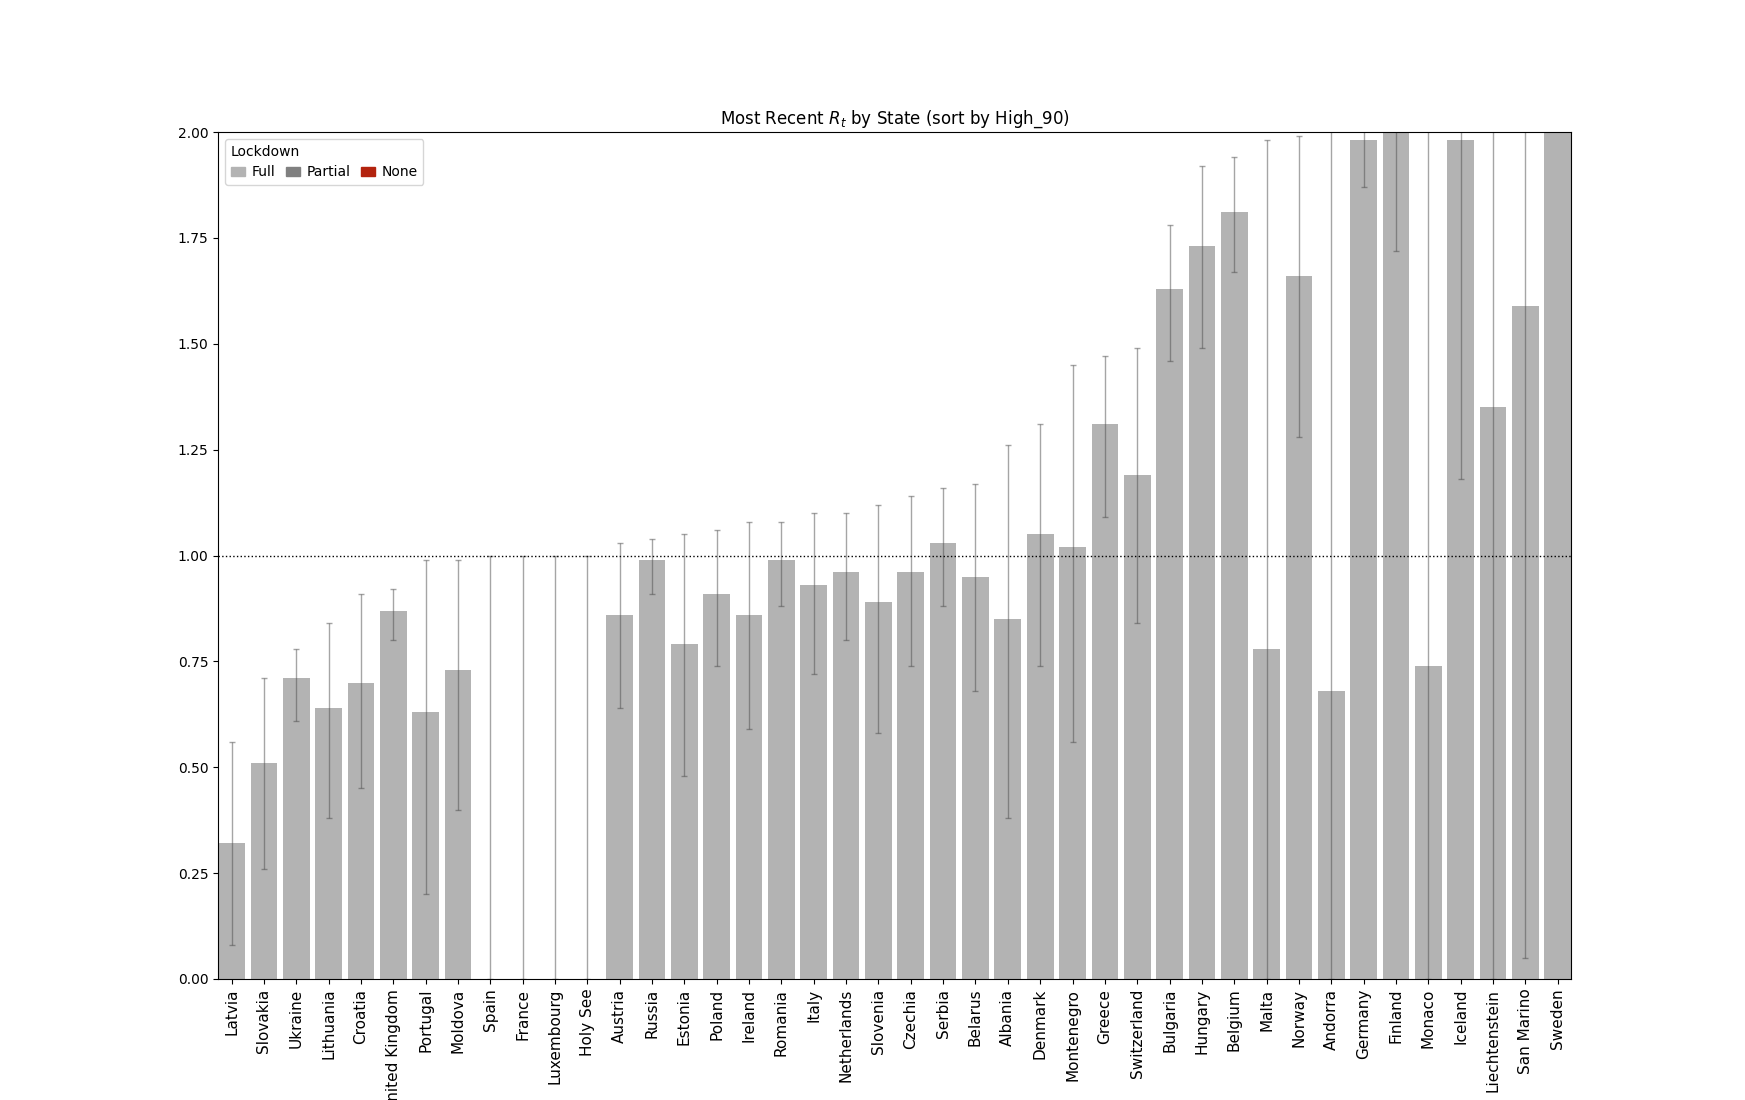 Most Recent R_t by State (sort by High_90)
Lockdown
Full Partial None
2.00
1.75
1.50
1.25
1.00
0.75
0.50
0.25
0.00
Latvia
Slovakia
Ukraine
Lithuania
Croatia
nited Kingdom
Portugal
Moldova
Spain
France
Luxembourg
Holy See
Austria
Russia
Estonia
Poland
Ireland
Romania
Italy
Netherlands
Slovenia
Czechia
Serbia
Belarus
Albania
Denmark
Montenegro
Greece
Switzerland
Bulgaria
Hungary
Belgium
Malta
Norway
Andorra
Germany
Finland
Monaco
Iceland
Liechtenstein
San Marino
Sweden